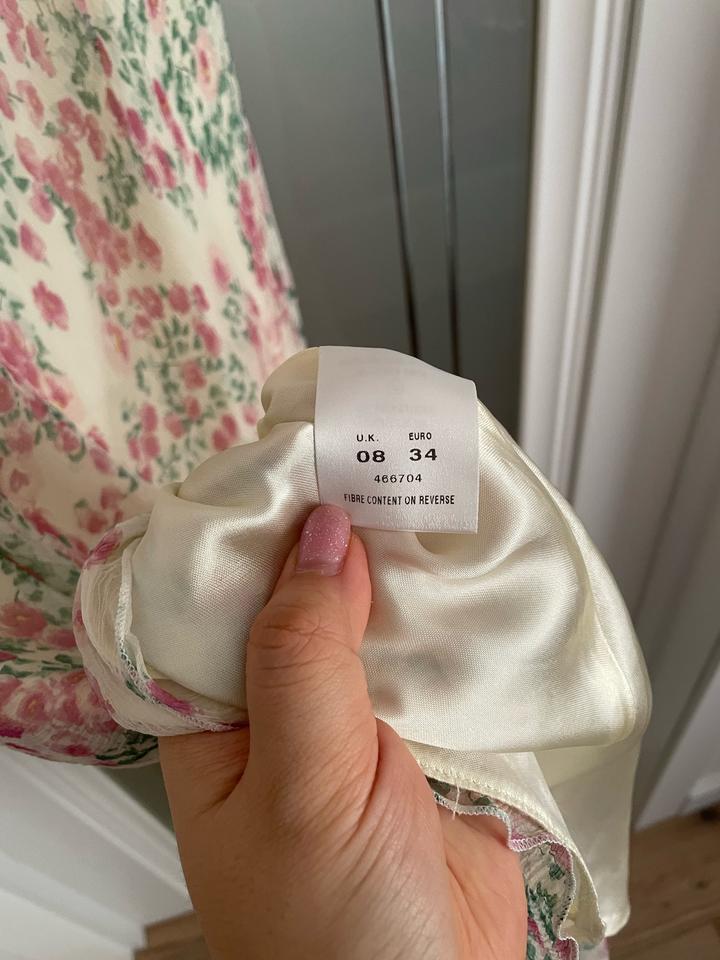 U.K. EURO
08 34
466704
FIBRE CONTENT ON REVERSE